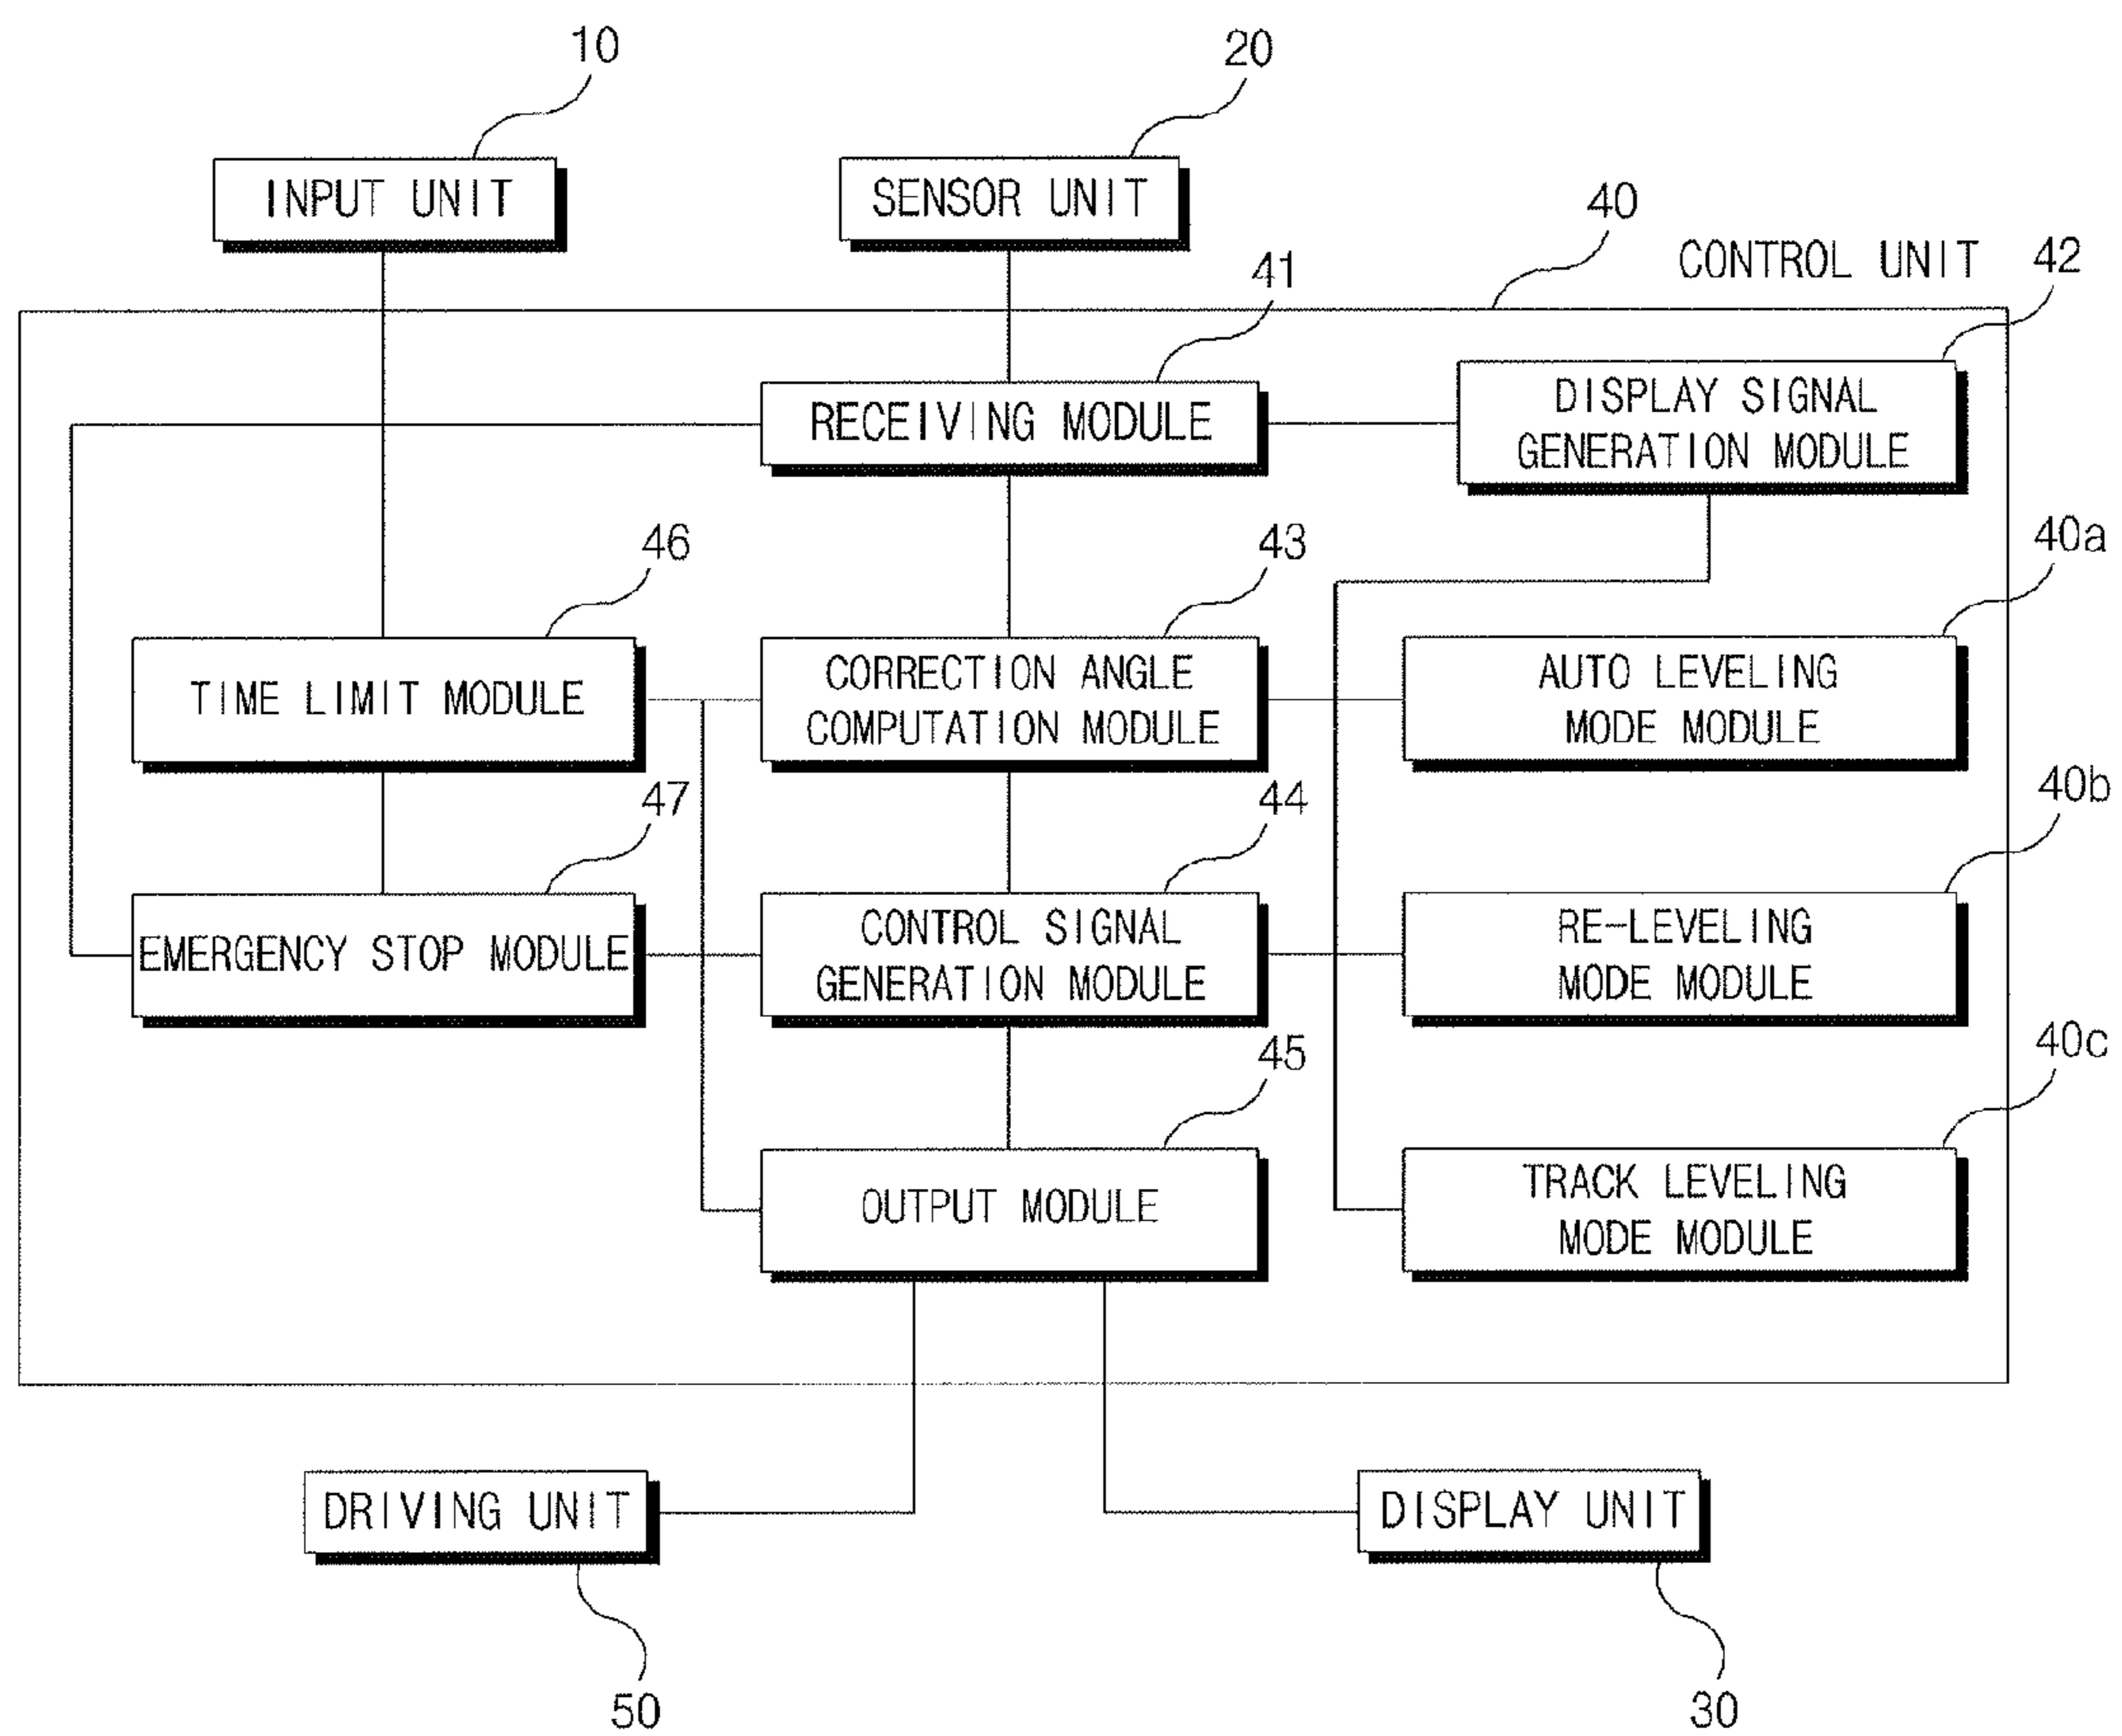 10
20
INPUT UNIT
SENSOR UNIT
40
CONTROL UNIT
41
42
RECEIVING MODULE
DISPLAY SIGNAL
GENERATION MODULE
46
43
40a
TIME LIMIT MODULE
CORRECTION ANGLE
COMPUTATION MODULE
AUTO LEVELING
MODE MODULE
47
44
40b
EMERGENCY STOP MODULE
CONTROL SIGNAL
GENERATION MODULE
RE-LEVELING
MODE MODULE
45
40c
OUTPUT MODULE
TRACK LEVELING
MODE MODULE
DRIVING UNIT
DISPLAY UNIT
50
30